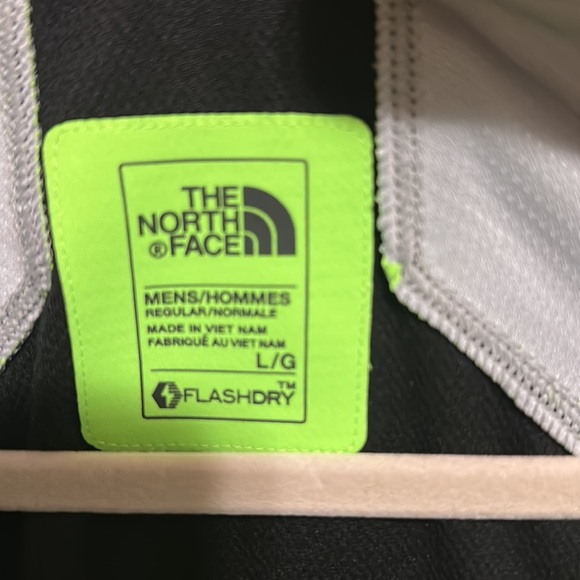 THE
NORTH
®FACE
MENS/HOMMES
REGULAR/NORMALE
MADE IN VIET NAM
FABRIQUÉ AU VIET NAM
L/G
FLASHDRY™